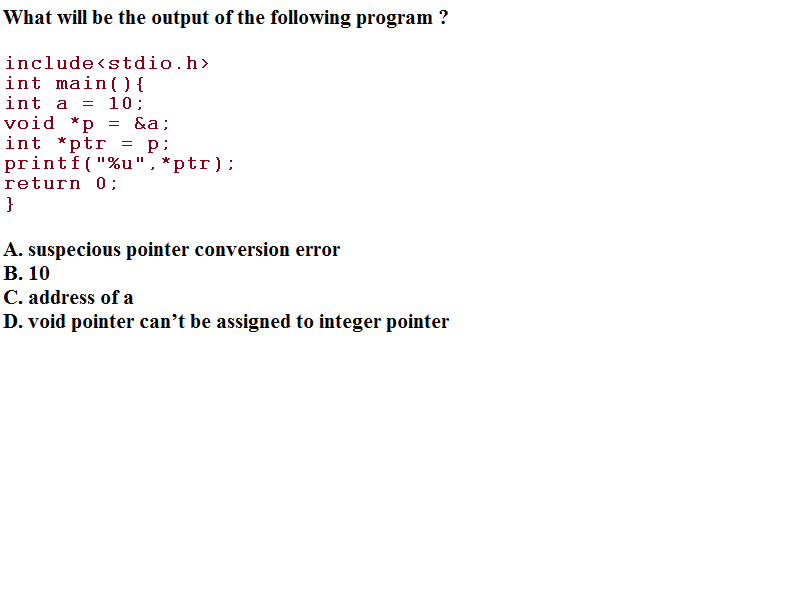 What will be the output of the following program ?
include<stdio.h>
int main(){
int a = 10;
void *p = &a;
int *ptr = p;
printf("%u",*ptr);
return 0;
}
A. suspecious pointer conversion error
B. 10
C. address of a
D. void pointer can’t be assigned to integer pointer